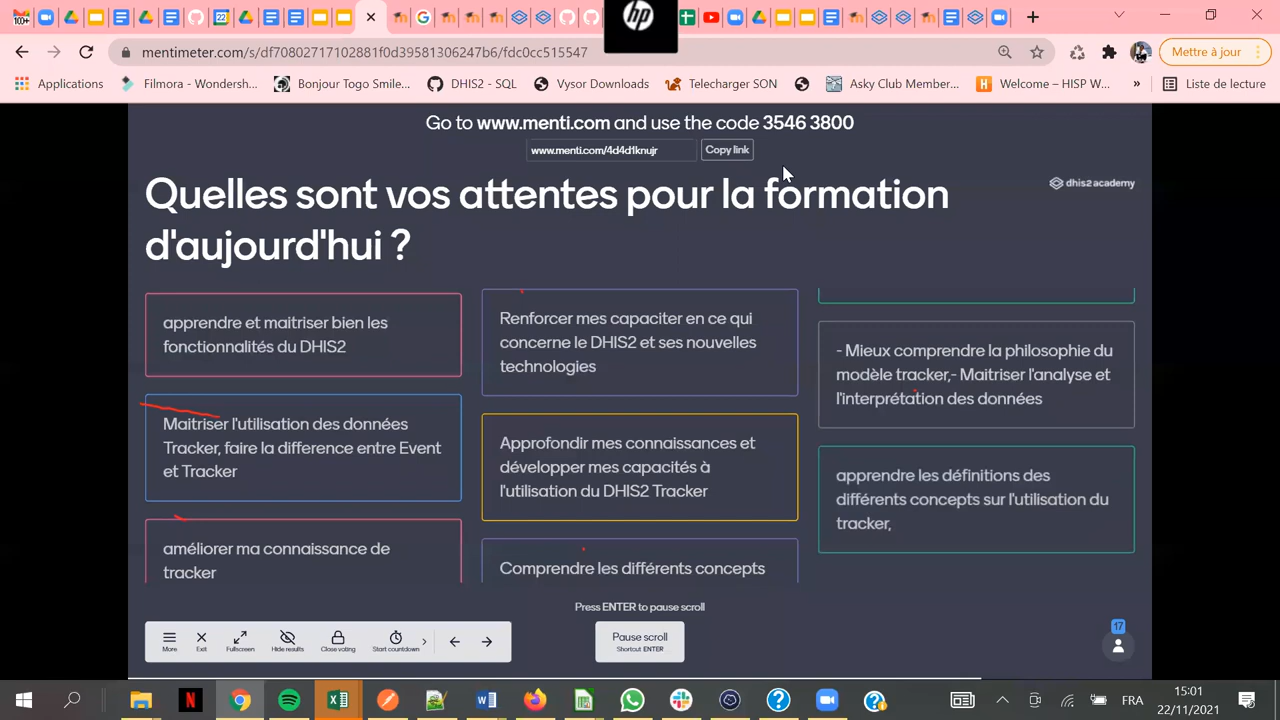 100+
22
hp
mentimeter.com/s/df70802717102881f0d39581306247b6/fdc0cc515547
Mettre à jour
Applications
Filmora - Wondersh...
Bonjour Togo Smile...
DHIS2 - SQL
Vysor Downloads
Telecharger SON
Asky Club Member...
Welcome – HISP W...
»
Liste de lecture
Go to www.menti.com and use the code 3546 3800
www.menti.com/4d4d1knujr
Copy link
Quelles sont vos attentes pour la formation
d'aujourd'hui ?
dhis2 academy
apprendre et maitriser bien les
fonctionnalités du DHIS2
Maitriser l'utilisation des données
Tracker, faire la difference entre Event
et Tracker
améliorer ma connaissance de
tracker
Renforcer mes capaciter en ce qui
concerne le DHIS2 et ses nouvelles
technologies
Approfondir mes connaissances et
développer mes capacités à
l'utilisation du DHIS2 Tracker
Comprendre les différents concepts
- Mieux comprendre la philosophie du
modèle tracker,- Maitriser l'analyse et
l'interprétation des données
apprendre les définitions des
différents concepts sur l'utilisation du
tracker,
Press ENTER to pause scroll
More
Exit
Fullscreen
Hide results
Close voting
Start countdown
Pause scroll
Shortcut ENTER
17
FRA
15:01
22/11/2021